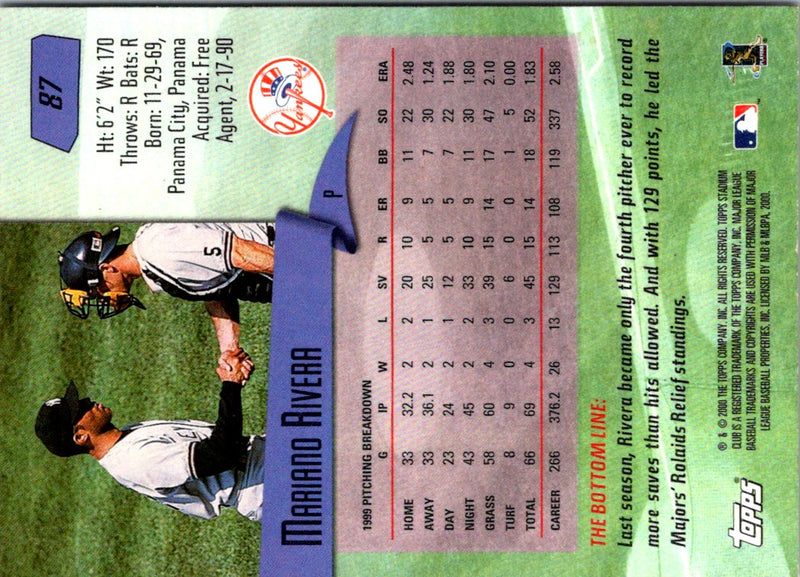 87
Ht: 6'2" Wt: 170
Throws: R Bats: R
Born: 11-29-69,
Panama City, Panama
Acquired: Free
Agent, 2-17-90
Yankees
5
MARIANO RIVERA
P
1999 PITCHING BREAKDOWN
G IP W L SV R ER BB SO ERA
HOME 33 32.2 2 2 20 10 9 11 22 2.48
AWAY 33 36.1 2 1 25 5 5 7 30 1.24
DAY 23 24 2 1 12 5 5 7 22 1.88
NIGHT 43 45 2 2 33 10 9 11 30 1.80
GRASS 58 60 4 3 39 15 14 17 47 2.10
TURF 8 9 0 0 6 0 0 1 5 0.00
TOTAL 66 69 4 3 45 15 14 18 52 1.83
CAREER 266 376.2 26 13 129 113 108 119 337 2.58
THE BOTTOM LINE:
Last season, Rivera became only the fourth pitcher ever to record
more saves than hits allowed. And with 129 points, he led the
Majors' Rolaids Relief standings.
® & © 2000 THE TOPPS COMPANY, INC. ALL RIGHTS RESERVED. TOPPS STADIUM
CLUB IS A REGISTERED TRADEMARK OF THE TOPPS COMPANY, INC. MAJOR LEAGUE
BASEBALL TRADEMARKS AND COPYRIGHTS ARE USED WITH PERMISSION OF MAJOR
LEAGUE BASEBALL PROPERTIES, INC. LICENSED BY MLB & MLBPA, 2000.
Topps